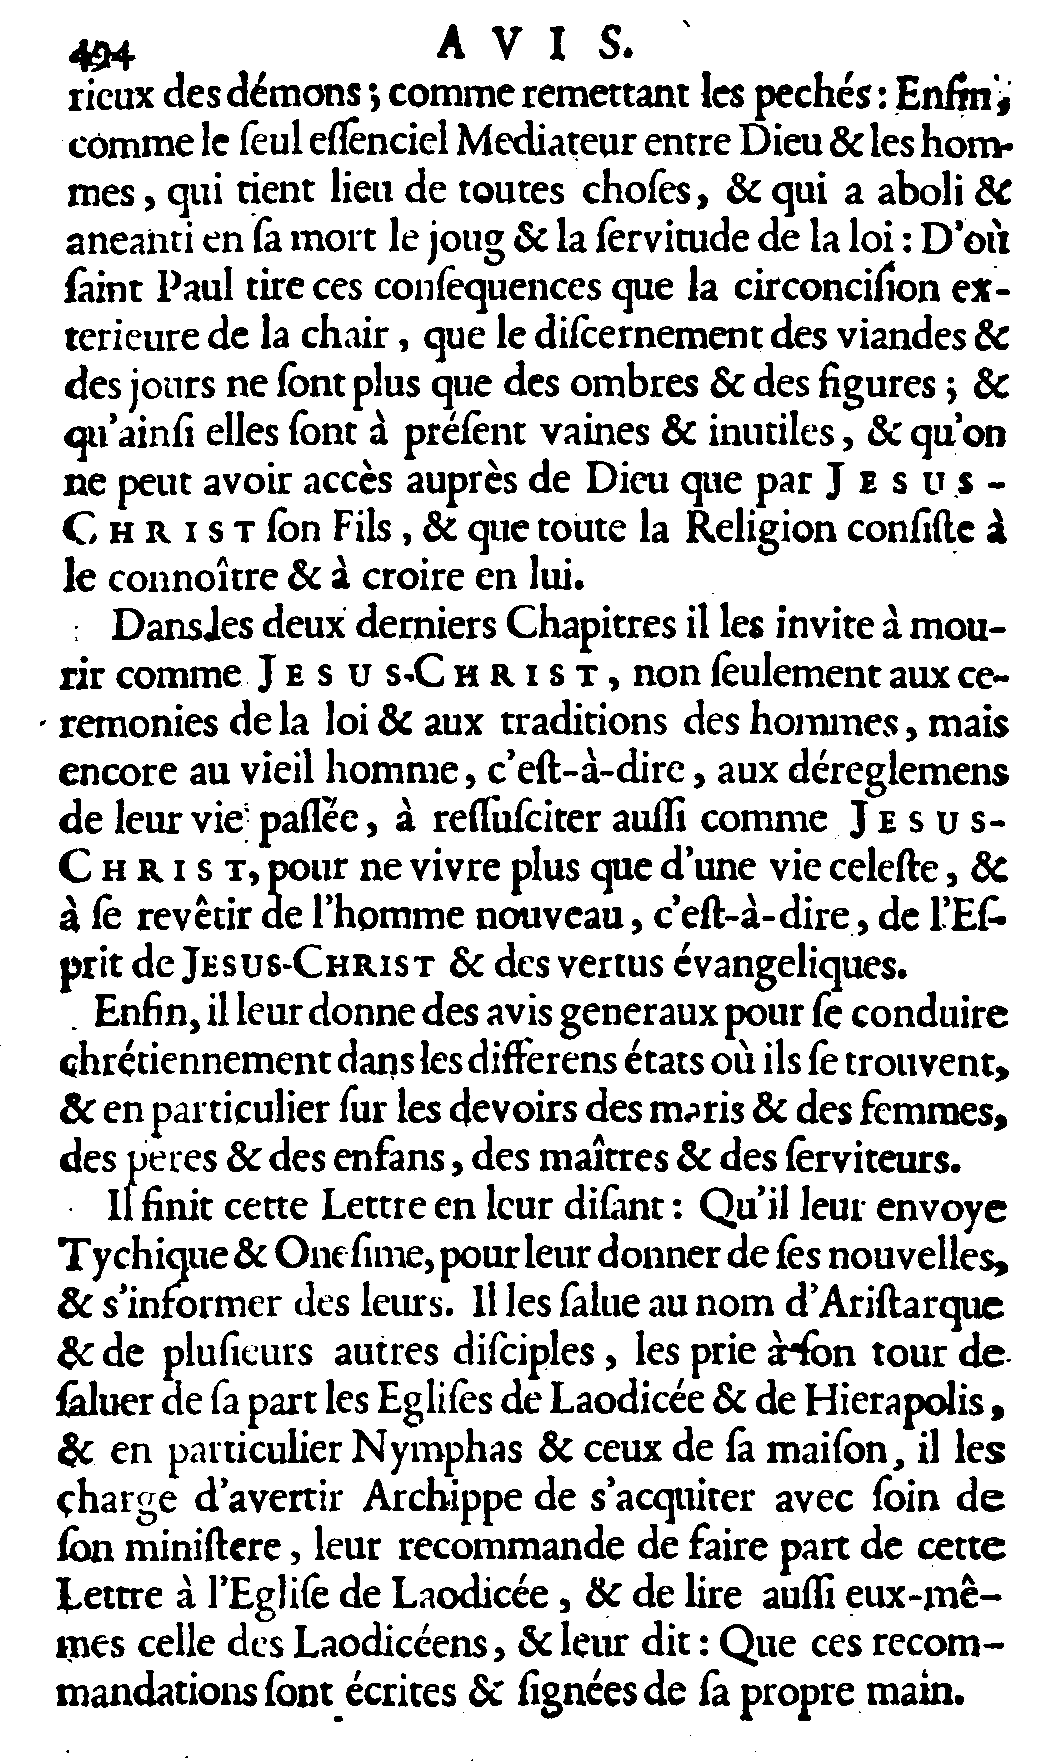 494 AVIS.
rieux des démons ; comme remettant les pechés : Enfin,
comme le ſeul eſſenciel Mediateur entre Dieu & les hom-
mes, qui tient lieu de toutes choſes, & qui a aboli &
aneanti en ſa mort le joug & la ſervitude de la loi : D'où
ſaint Paul tire ces conſequences que la circonciſion ex-
terieure de la chair, que le diſcernement des viandes &
des jours ne ſont plus que des ombres & des figures ; &
qu'ainſi elles ſont à préſent vaines & inutiles, & qu'on
ne peut avoir accès auprès de Dieu que par JESUS-
CHRIST ſon Fils, & que toute la Religion conſiſte à
le connoître & à croire en lui.
Dans les deux derniers Chapitres il les invite à mou-
rir comme JESUS-CHRIST, non ſeulement aux ce-
remonies de la loi & aux traditions des hommes, mais
encore au vieil homme, c'eſt-à-dire, aux déreglemens
de leur vie paſſée, à reſſuſciter auſſi comme JESUS-
CHRIST, pour ne vivre plus que d'une vie celeſte, &
à ſe revêtir de l'homme nouveau, c'eſt-à-dire, de l'Eſ-
prit de JESUS-CHRIST & des vertus évangeliques.
Enfin, il leur donne des avis generaux pour ſe conduire
chrétiennement dans les differens états où ils ſe trouvent,
& en particulier ſur les devoirs des maris & des femmes,
des peres & des enfans, des maîtres & des ſerviteurs.
Il finit cette Lettre en leur diſant : Qu'il leur envoye
Tychique & Oneſime, pour leur donner de ſes nouvelles,
& s'informer des leurs. Il les ſalue au nom d'Ariſtarque
& de pluſieurs autres diſciples, les prie à ſon tour de
ſaluer de ſa part les Egliſes de Laodicée & de Hierapolis,
& en particulier Nymphas & ceux de ſa maiſon, il les
charge d'avertir Archippe de s'acquiter avec ſoin de
ſon miniſtere, leur recommande de faire part de cette
Lettre à l'Egliſe de Laodicée, & de lire auſſi eux-mê-
mes celle des Laodicéens, & leur dit : Que ces recom-
mandations ſont écrites & ſignées de ſa propre main.